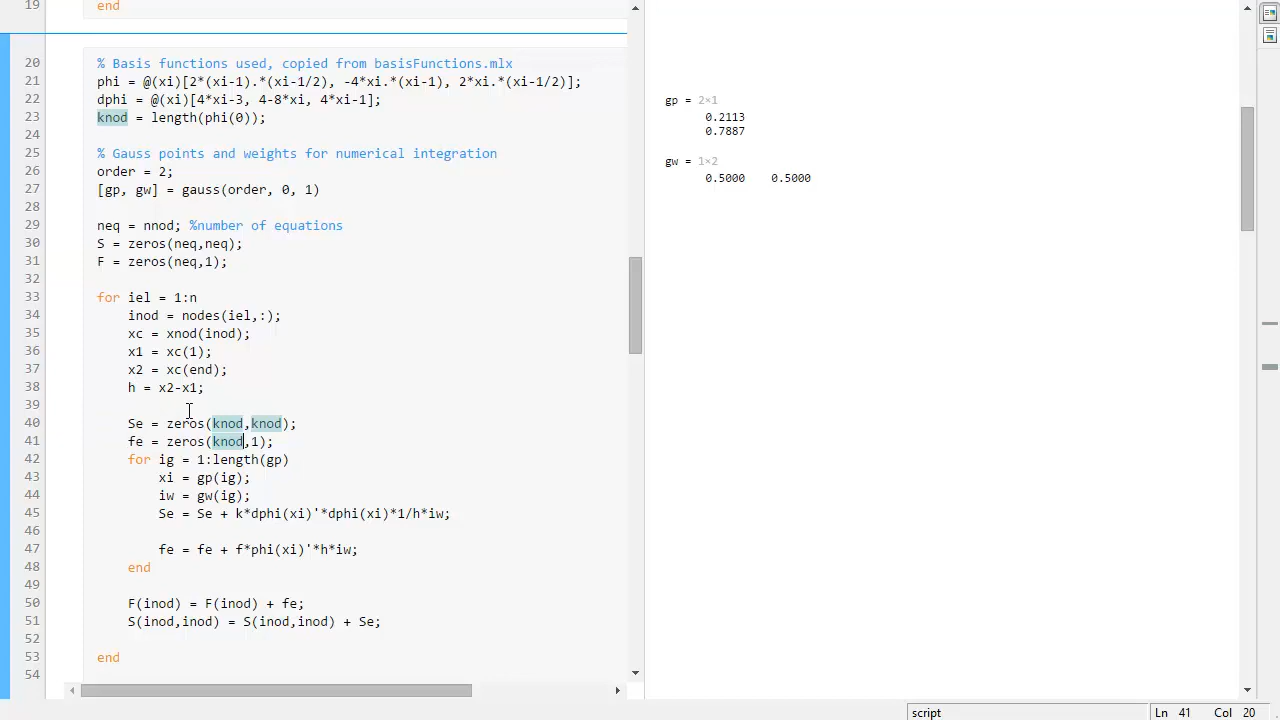 19 end
20 % Basis functions used, copied from basisFunctions.mlx
21 phi = @(xi)[2*(xi-1).*(xi-1/2), -4*xi.*(xi-1), 2*xi.*(xi-1/2)];
22 dphi = @(xi)[4*xi-3, 4-8*xi, 4*xi-1];
23 knod = length(phi(0));
24
25 % Gauss points and weights for numerical integration
26 order = 2;
27 [gp, gw] = gauss(order, 0, 1)
28
29 neq = nnod; %number of equations
30 S = zeros(neq,neq);
31 F = zeros(neq,1);
32
33 for iel = 1:n
34 inod = nodes(iel,:);
35 xc = xnod(inod);
36 x1 = xc(1);
37 x2 = xc(end);
38 h = x2-x1;
39
40 Se = zeros(knod,knod);
41 fe = zeros(knod,1);
42 for ig = 1:length(gp)
43 xi = gp(ig);
44 iw = gw(ig);
45 Se = Se + k*dphi(xi)'*dphi(xi)*1/h*iw;
46
47 fe = fe + f*phi(xi)'*h*iw;
48 end
49
50 F(inod) = F(inod) + fe;
51 S(inod,inod) = S(inod,inod) + Se;
52
53 end
54
gp = 2×1
0.2113
0.7887
gw = 1×2
0.5000 0.5000
script Ln 41 Col 20